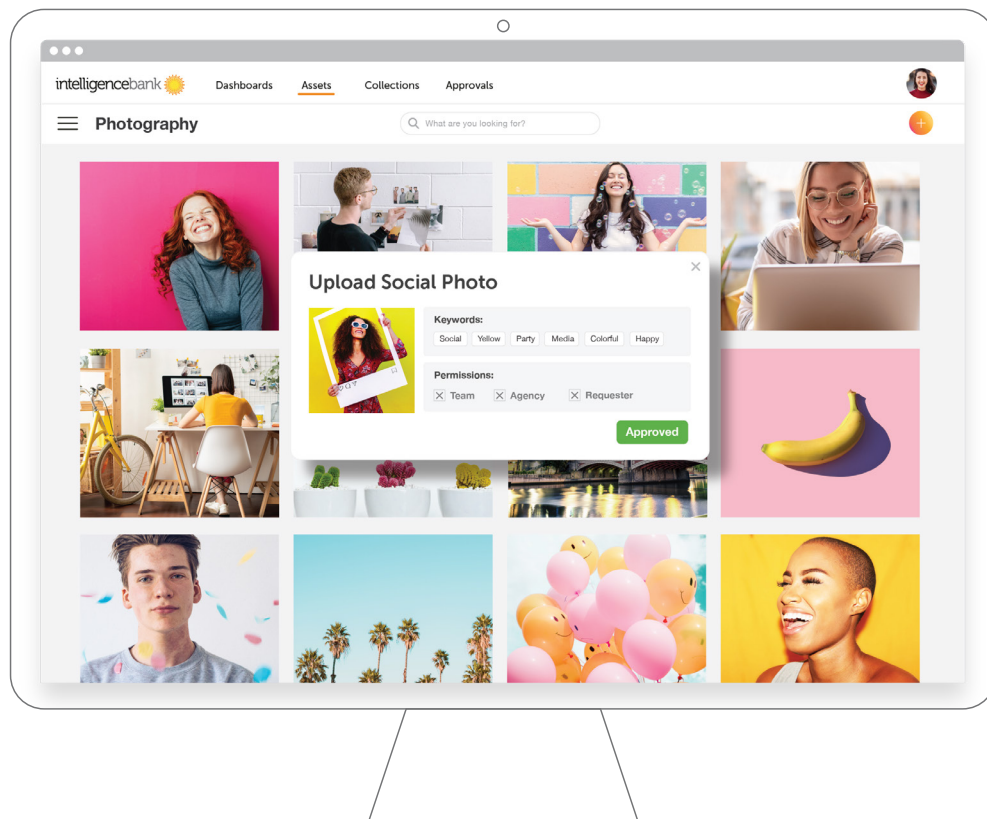 intelligencebank Dashboards Assets Collections Approvals
Photography What are you looking for?
Upload Social Photo
Keywords:
Social Yellow Party Media Colorful Happy
Permissions:
Team Agency Requester
Approved